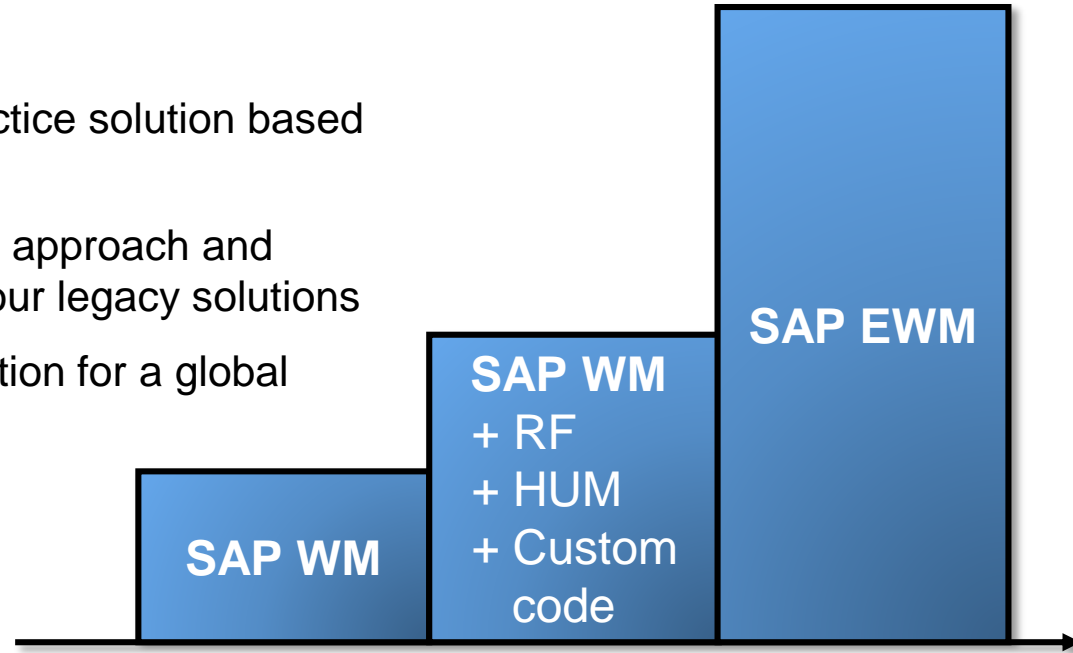 ctice solution based
approach and
our legacy solutions
tion for a global
SAP EWM
SAP WM
+ RF
+ HUM
+ Custom
code
SAP WM